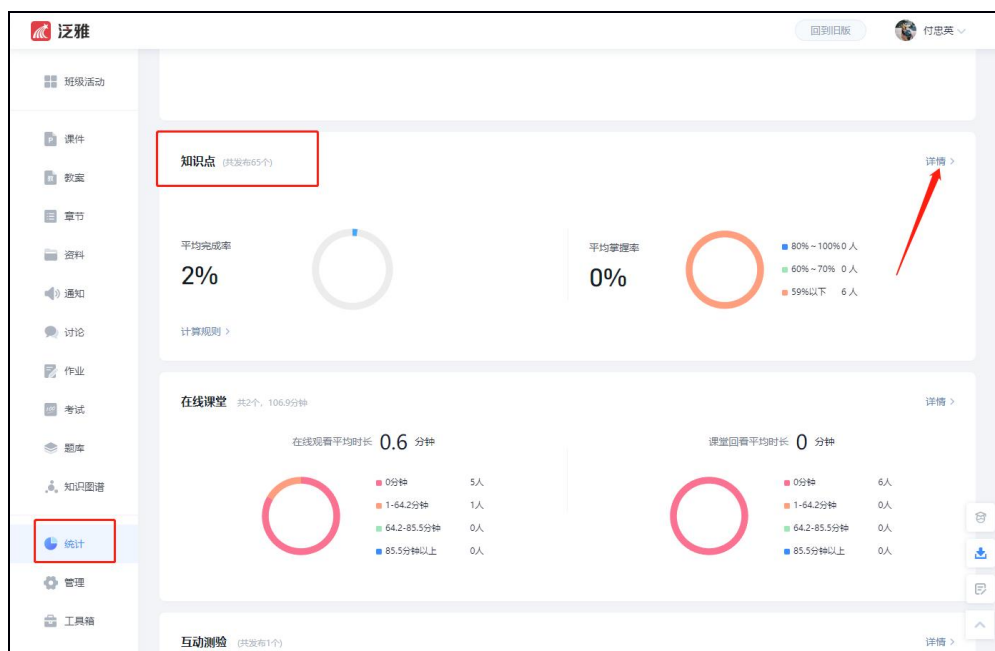 泛雅
回到旧版
付忠英
班级活动
课件
教案
章节
资料
通知
讨论
作业
考试
题库
知识图谱
统计
管理
工具箱
知识点 (共发布65个)
详情 >
平均完成率
2%
计算规则 >
平均掌握率
0%
80%~100% 0 人
60%~70% 0 人
59%以下 6 人
在线课堂 共2个，106.9分钟
详情 >
在线观看平均时长 0.6 分钟
0分钟 5人
1-64.2分钟 1人
64.2-85.5分钟 0人
85.5分钟以上 0人
课堂回看平均时长 0 分钟
0分钟 6人
1-64.2分钟 0人
64.2-85.5分钟 0人
85.5分钟以上 0人
互动测验 (共发布1个)
详情 >